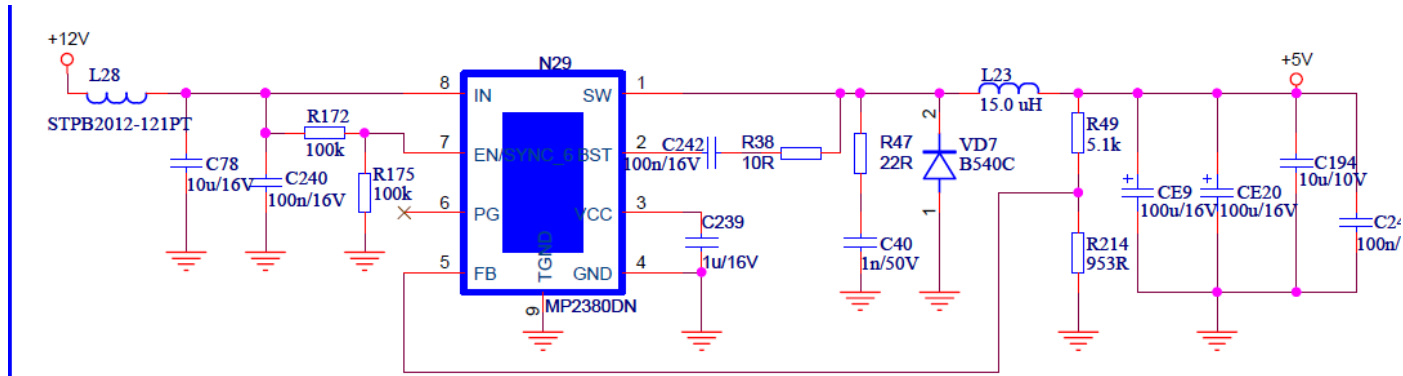 +12V
L28
STPB2012-121PT
C78
10u/16V
C240
100n/16V
R172
100k
R175
100k
N29
8
IN
SW
1
7
EN/SYNC_6
BST
2
6
PG
VCC
3
5
FB
GND
4
TGND
9
MP2380DN
C242
100n/16V
R38
10R
C239
1u/16V
R47
22R
C40
1n/50V
2
VD7
B540C
1
L23
15.0 uH
R49
5.1k
R214
953R
+
CE9
100u/16V
+
CE20
100u/16V
+5V
C194
10u/10V
C24
100n/